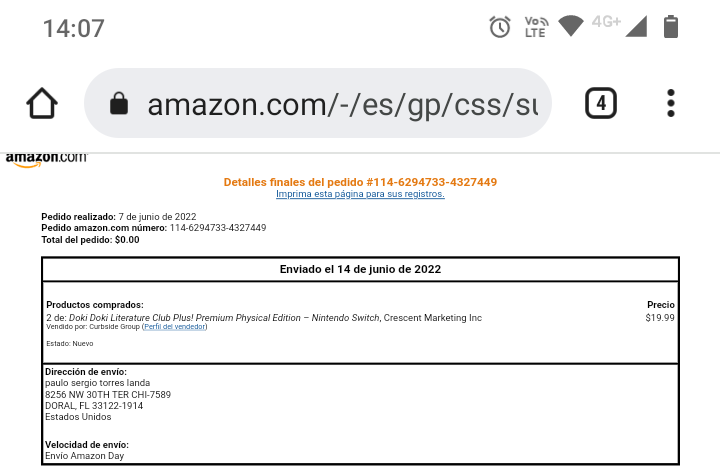 14:07
Vo LTE 4G+
amazon.com/-/es/gp/css/su
4
amazon.com
Detalles finales del pedido #114-6294733-4327449
Imprima esta página para sus registros.
Pedido realizado: 7 de junio de 2022
Pedido amazon.com número: 114-6294733-4327449
Total del pedido: $0.00
Enviado el 14 de junio de 2022
Productos comprados: Precio
2 de: Doki Doki Literature Club Plus! Premium Physical Edition – Nintendo Switch, Crescent Marketing Inc $19.99
Vendido por: Curbside Group (Perfil del vendedor)
Estado: Nuevo
Dirección de envío:
paulo sergio torres landa
8256 NW 30TH TER CHI-7589
DORAL, FL 33122-1914
Estados Unidos
Velocidad de envío:
Envío Amazon Day